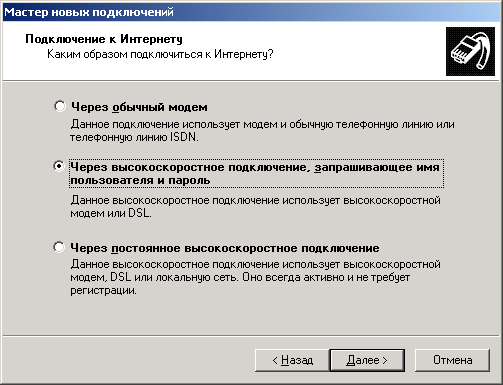 Мастер новых подключений
Подключение к Интернету
Каким образом подключиться к Интернету?
Через обычный модем
Данное подключение использует модем и обычную телефонную линию или
телефонную линию ISDN.
Через высокоскоростное подключение, запрашивающее имя
пользователя и пароль
Данное высокоскоростное подключение использует высокоскоростной
модем или DSL.
Через постоянное высокоскоростное подключение
Данное высокоскоростное подключение использует высокоскоростной
модем, DSL или локальную сеть. Оно всегда активно и не требует
регистрации.
< Назад
Далее >
Отмена